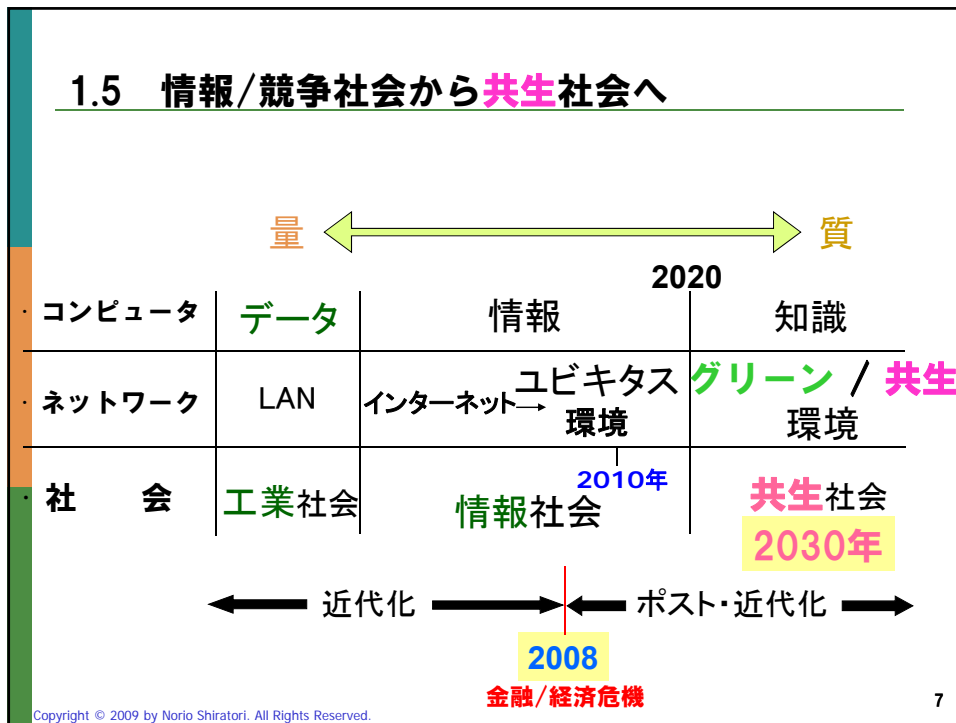 1.5 情報/競争社会から共生社会へ
量 質
2020
・コンピュータ データ 情報 知識
・ネットワーク LAN インターネット→ ユビキタス環境 グリーン / 共生環境
2010年
・社 会 工業社会 情報社会 共生社会
2030年
近代化 ポスト・近代化
2008
金融/経済危機
Copyright © 2009 by Norio Shiratori. All Rights Reserved.
7